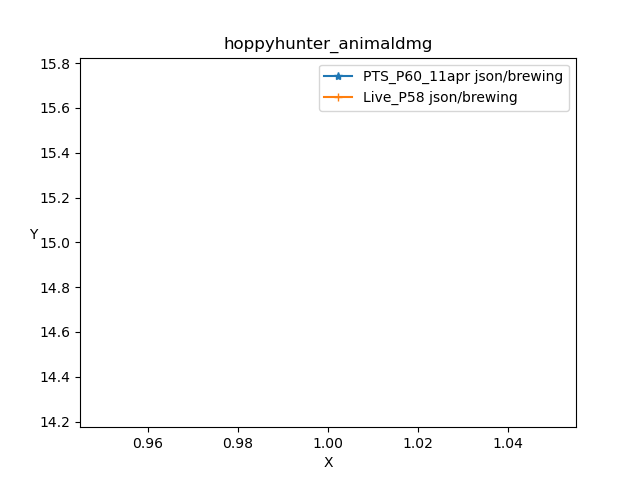 hoppyhunter_animaldmg
PTS_P60_11apr json/brewing
Live_P58 json/brewing
15.8
15.6
15.4
15.2
15.0
14.8
14.6
14.4
14.2
Y
0.96 0.98 1.00 1.02 1.04
X